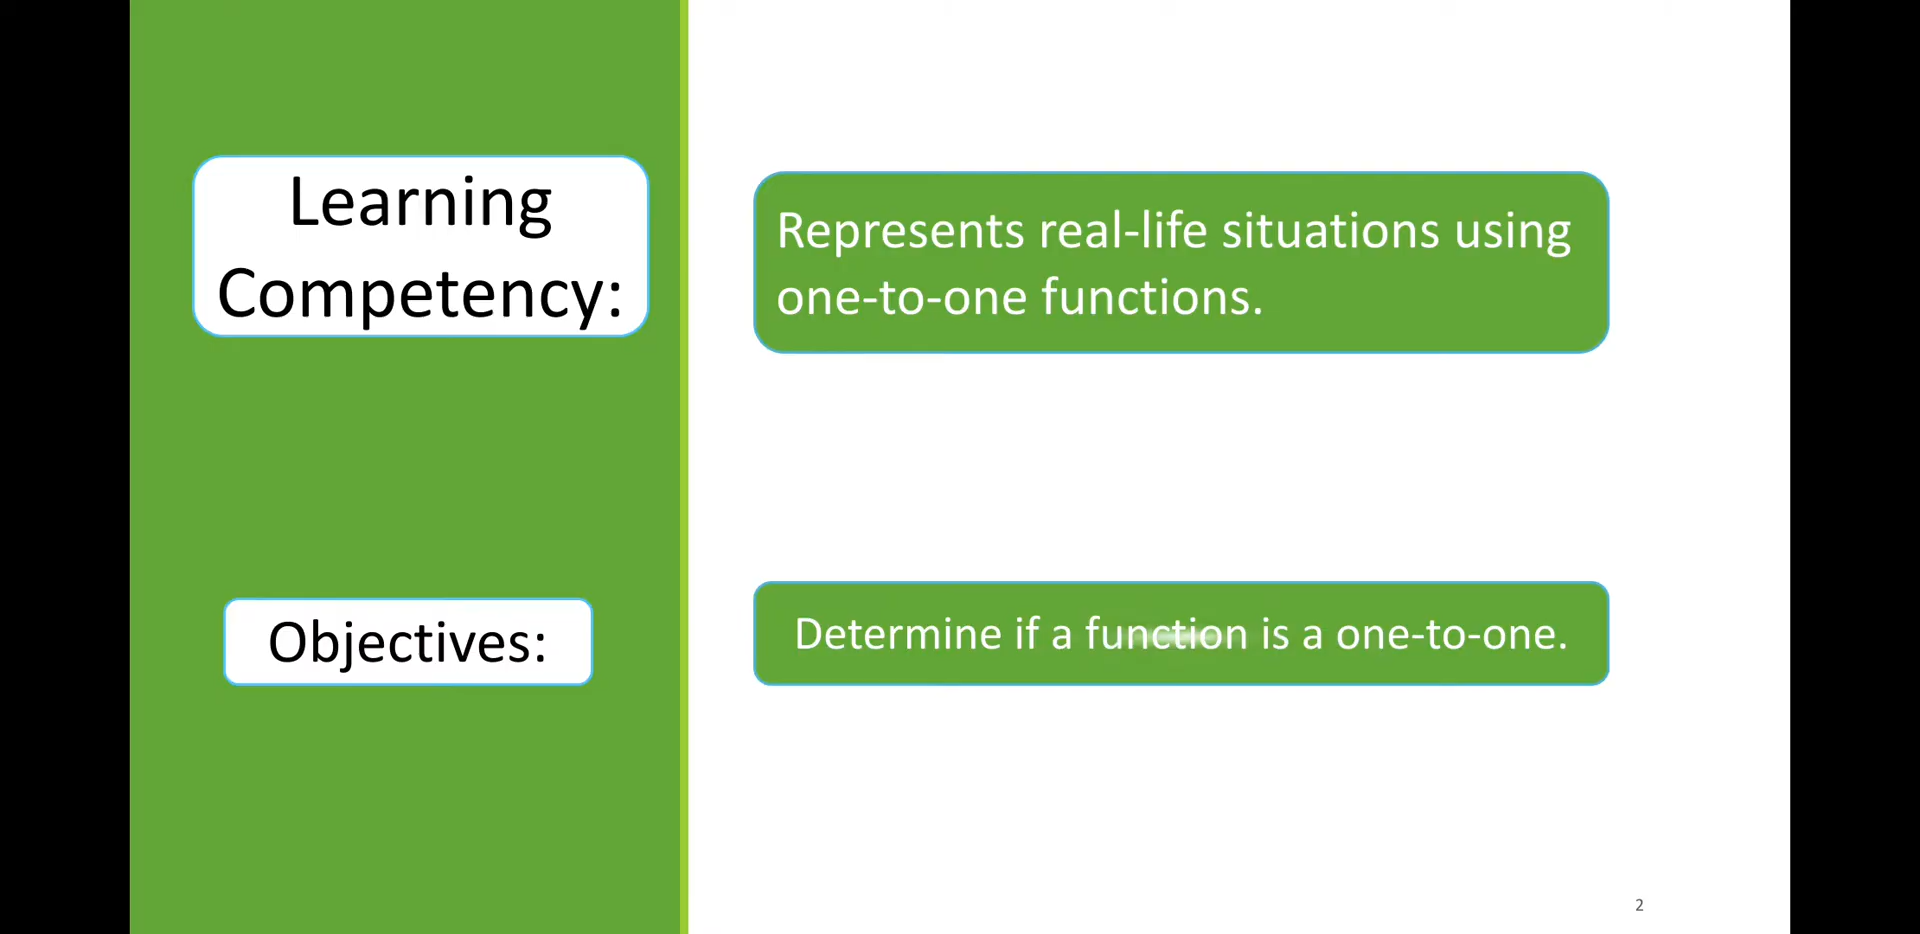 Learning
Competency:
Represents real-life situations using
one-to-one functions.
Objectives:
Determine if a function is a one-to-one.
2